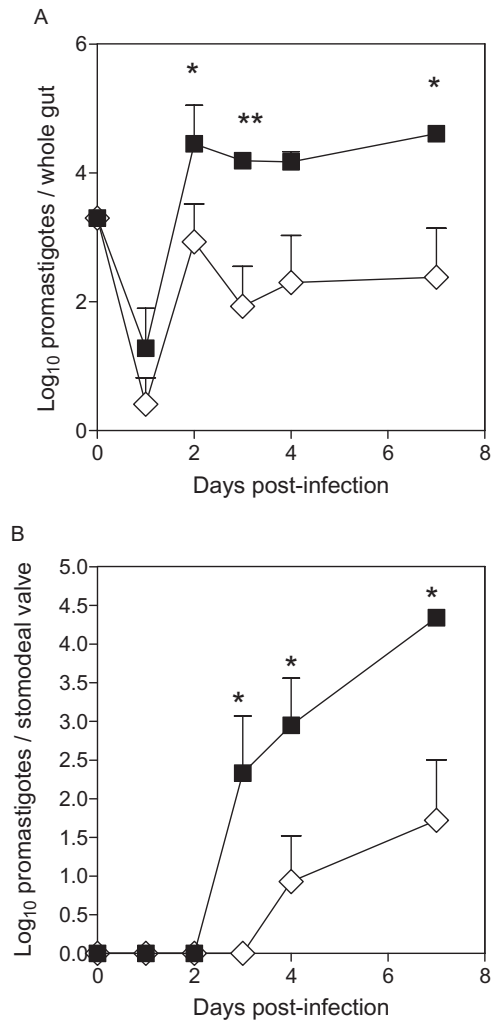 A
6
4
2
0
Log10 promastigotes / whole gut
*
**
*
0 2 4 6 8
Days post-infection
B
5.0
4.5
4.0
3.5
3.0
2.5
2.0
1.5
1.0
0.5
0.0
Log10 promastigotes / stomodeal valve
*
*
*
0 2 4 6 8
Days post-infection